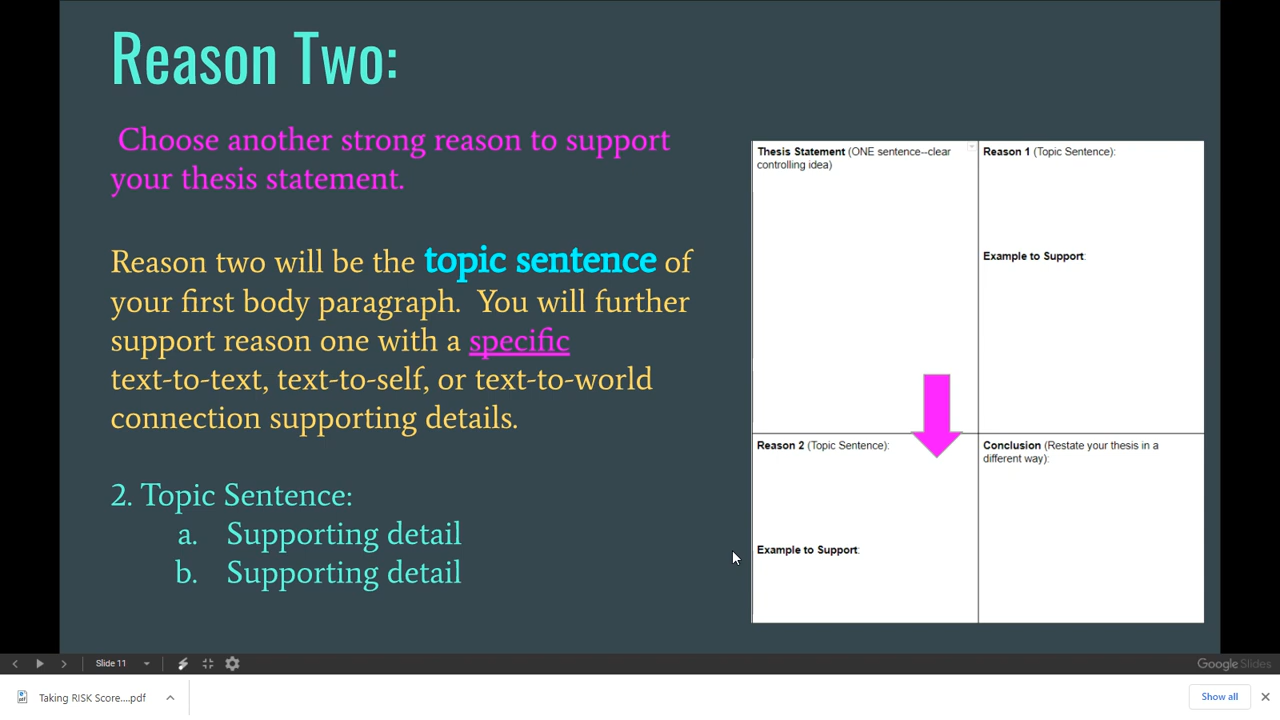 Reason Two:
Choose another strong reason to support
your thesis statement.
Reason two will be the topic sentence of
your first body paragraph.  You will further
support reason one with a specific
text-to-text, text-to-self, or text-to-world
connection supporting details.
2. Topic Sentence:
a. Supporting detail
b. Supporting detail
Thesis Statement (ONE sentence--clear
controlling idea)
Reason 1 (Topic Sentence):
Example to Support:
Reason 2 (Topic Sentence):
Example to Support:
Conclusion (Restate your thesis in a
different way):
Slide 11
Google Slides
Taking RISK Score....pdf
Show all